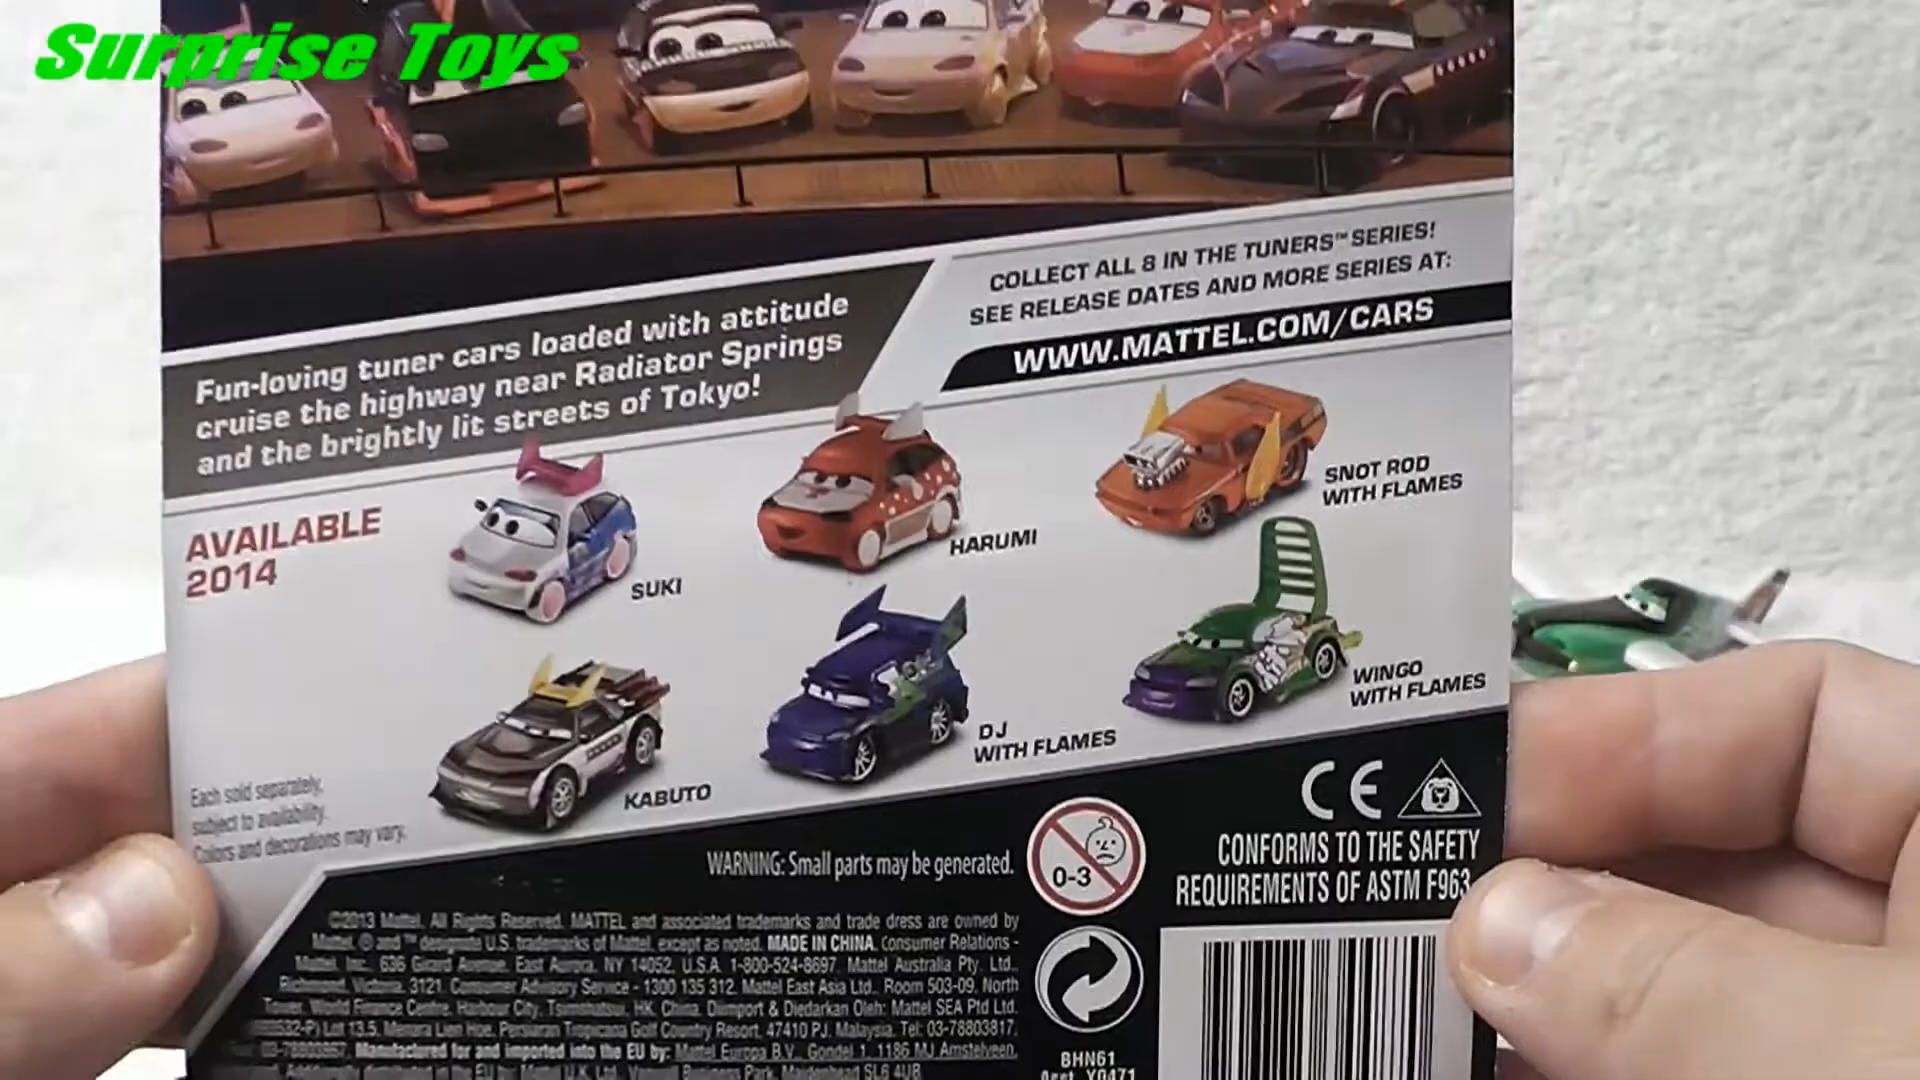 Surprise Toys
COLLECT ALL 8 IN THE TUNERS™ SERIES!
SEE RELEASE DATES AND MORE SERIES AT:
WWW.MATTEL.COM/CARS
Fun-loving tuner cars loaded with attitude
cruise the highway near Radiator Springs
and the brightly lit streets of Tokyo!
AVAILABLE
2014
SUKI
HARUMI
SNOT ROD
WITH FLAMES
KABUTO
DJ
WITH FLAMES
WINGO
WITH FLAMES
Each sold separately,
subject to availability.
Colors and decorations may vary.
WARNING: Small parts may be generated.
0-3
CE
CONFORMS TO THE SAFETY
REQUIREMENTS OF ASTM F963
©2013 Mattel. All Rights Reserved. MATTEL and associated trademarks and trade dress are owned by
Mattel. ® and ™ designate U.S. trademarks of Mattel, except as noted. MADE IN CHINA. Consumer Relations -
Mattel, Inc. 636 Girard Avenue, East Aurora, NY 14052, U.S.A. 1-800-524-8697. Mattel Australia Pty. Ltd.,
Richmond, Victoria. 3121. Consumer Advisory Service - 1300 135 312. Mattel East Asia Ltd., Room 503-09, North
Tower, World Finance Centre, Harbour City, Tsimshatsui, HK, China. Diimport & Diedarkan Oleh: Mattel SEA Ptd Ltd.
Lot 13.5, Menara Lien Hoe, Persiaran Tropicana Golf Country Resort, 47410 PJ. Malaysia. Tel: 03-78803817,
Manufactured for and imported into the EU by: Mattel Europa B.V., Gondel 1, 1186 MJ Amstelveen,
Mattel U.K. Ltd., Business Park, Maidenhead SL6 4UB
BHN61
Asst. Y0471